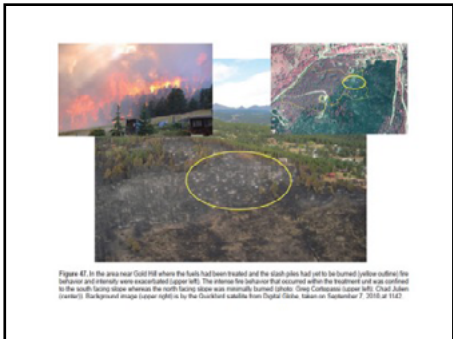 Figure 47. In the area near Gold Hill where the fuels had been treated and the slash piles had yet to be burned (yellow outline) fire
behavior and intensity were exacerbated (upper left). The intense fire behavior that occurred within the treatment unit was confined
to the south facing slope whereas the north facing slope was minimally burned (photo: Greg Cortopassi (upper left); Chad Julien
(center)). Background image (upper right) is by the Quickbird satellite from Digital Globe, taken on September 7, 2010 at 1142.